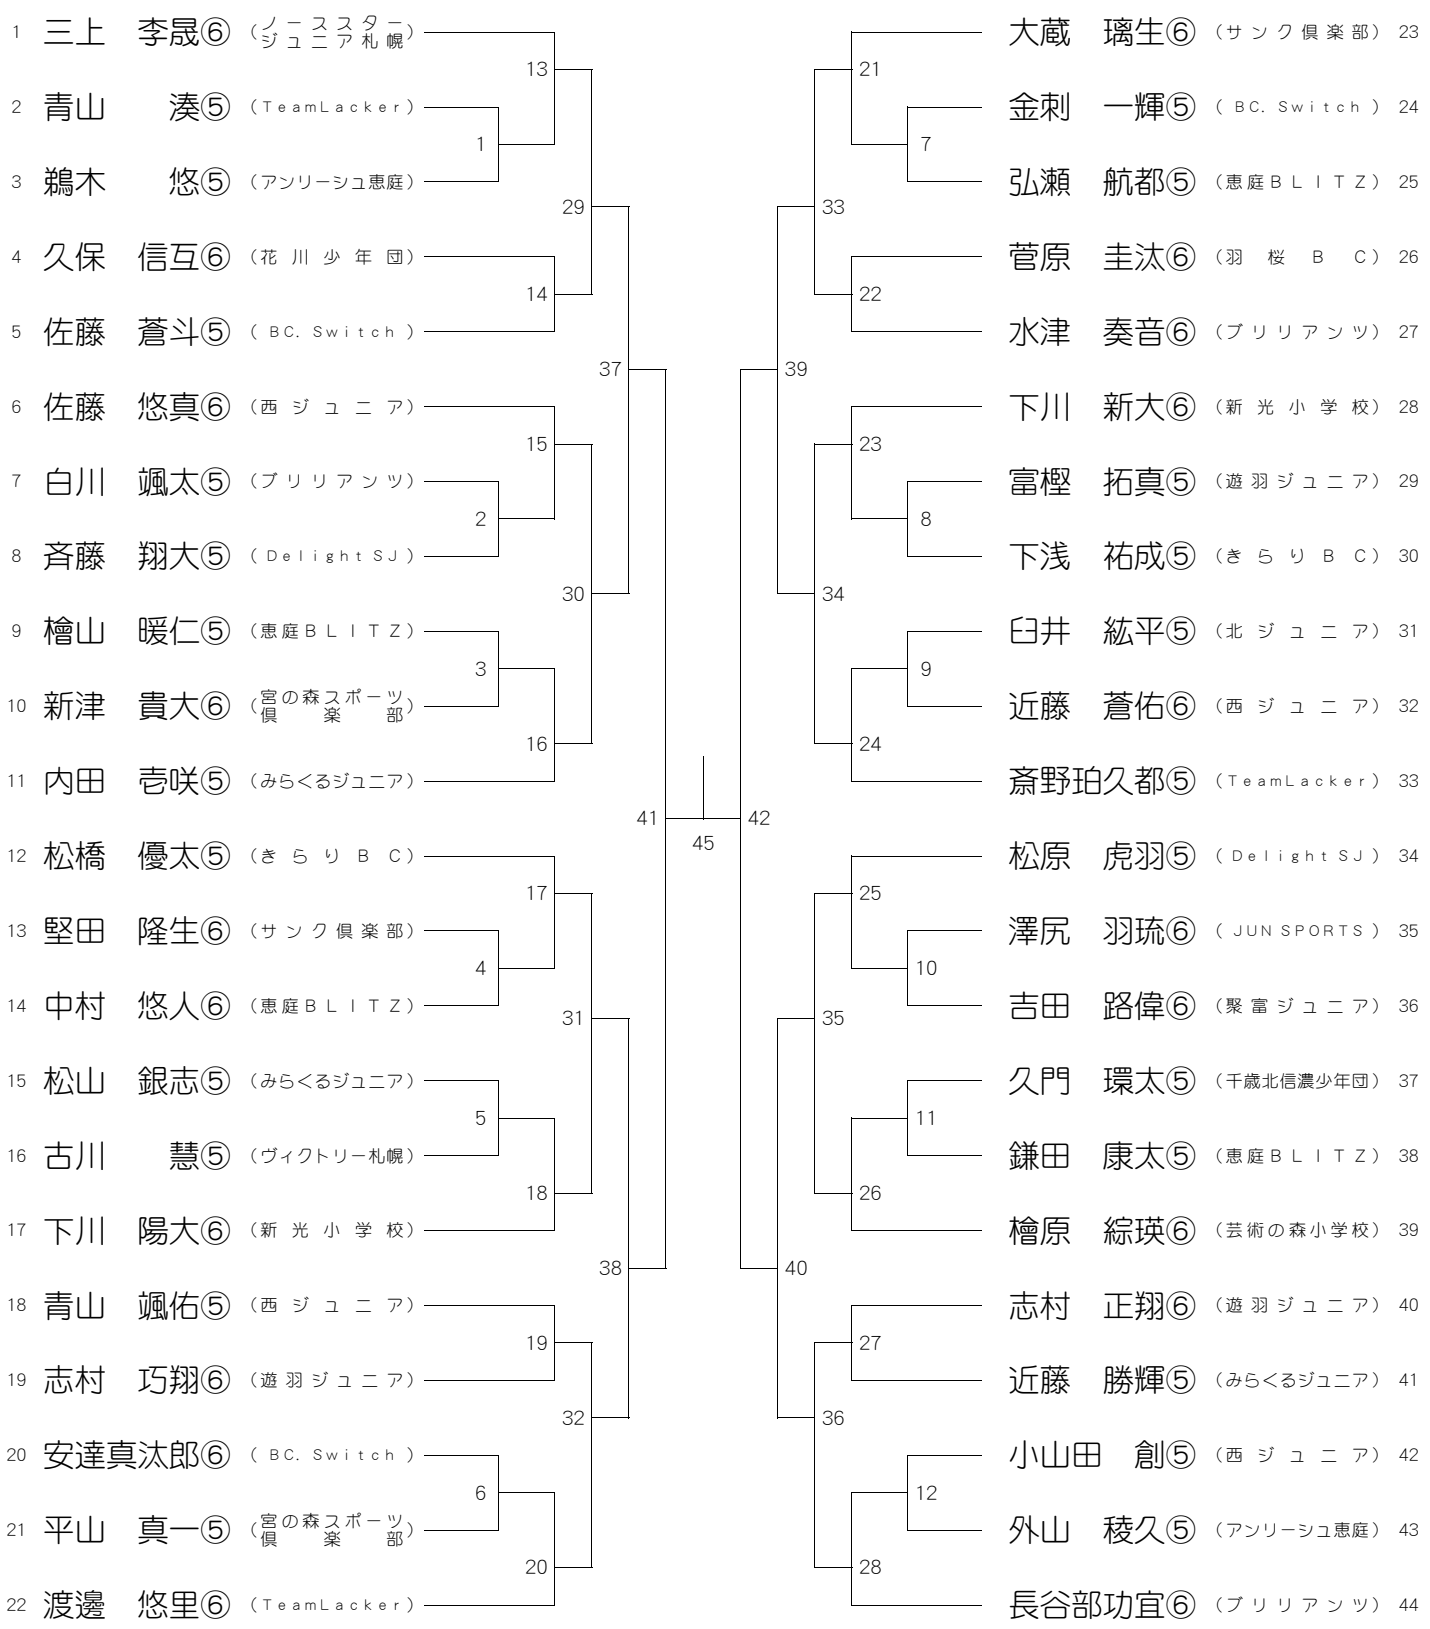 1 三上 李晟⑥ (ノーススタージュニア札幌)
13
2 青山 湊⑤ (TeamLacker)
1
3 鵜木 悠⑤ (アンリーシュ恵庭)
29
4 久保 信互⑥ (花川少年団)
14
5 佐藤 蒼斗⑤ (BC. Switch)
37
6 佐藤 悠真⑥ (西ジュニア)
15
7 白川 颯太⑤ (ブリリアンツ)
2
8 斉藤 翔大⑤ (DelightSJ)
30
9 檜山 暖仁⑤ (恵庭BLITZ)
3
10 新津 貴大⑥ (宮の森スポーツ倶楽部)
16
11 内田 壱咲⑤ (みらくるジュニア)
41
45
12 松橋 優太⑤ (きらりBC)
17
13 堅田 隆生⑥ (サンク倶楽部)
4
14 中村 悠人⑥ (恵庭BLITZ)
31
15 松山 銀志⑤ (みらくるジュニア)
5
16 古川 慧⑤ (ヴィクトリー札幌)
18
17 下川 陽大⑥ (新光小学校)
38
18 青山 颯佑⑤ (西ジュニア)
19
19 志村 巧翔⑥ (遊羽ジュニア)
32
20 安達真汰郎⑥ (BC. Switch)
6
21 平山 真一⑤ (宮の森スポーツ倶楽部)
20
22 渡邊 悠里⑥ (TeamLacker)
大蔵 璃生⑥ (サンク倶楽部) 23
21
金刺 一輝⑤ (BC. Switch) 24
7
弘瀬 航都⑤ (恵庭BLITZ) 25
33
菅原 圭汰⑥ (羽桜BC) 26
22
水津 奏音⑥ (ブリリアンツ) 27
39
下川 新大⑥ (新光小学校) 28
23
富樫 拓真⑤ (遊羽ジュニア) 29
8
下浅 祐成⑤ (きらりBC) 30
34
臼井 紘平⑤ (北ジュニア) 31
9
近藤 蒼佑⑥ (西ジュニア) 32
24
斎野珀久都⑤ (TeamLacker) 33
42
松原 虎羽⑤ (DelightSJ) 34
25
澤尻 羽琉⑥ (JUN SPORTS) 35
10
吉田 路偉⑥ (聚富ジュニア) 36
35
久門 環太⑤ (千歳北信濃少年団) 37
11
鎌田 康太⑤ (恵庭BLITZ) 38
26
檜原 綜瑛⑥ (芸術の森小学校) 39
40
志村 正翔⑥ (遊羽ジュニア) 40
27
近藤 勝輝⑤ (みらくるジュニア) 41
36
小山田 創⑤ (西ジュニア) 42
12
外山 稜久⑤ (アンリーシュ恵庭) 43
28
長谷部功宜⑥ (ブリリアンツ) 44